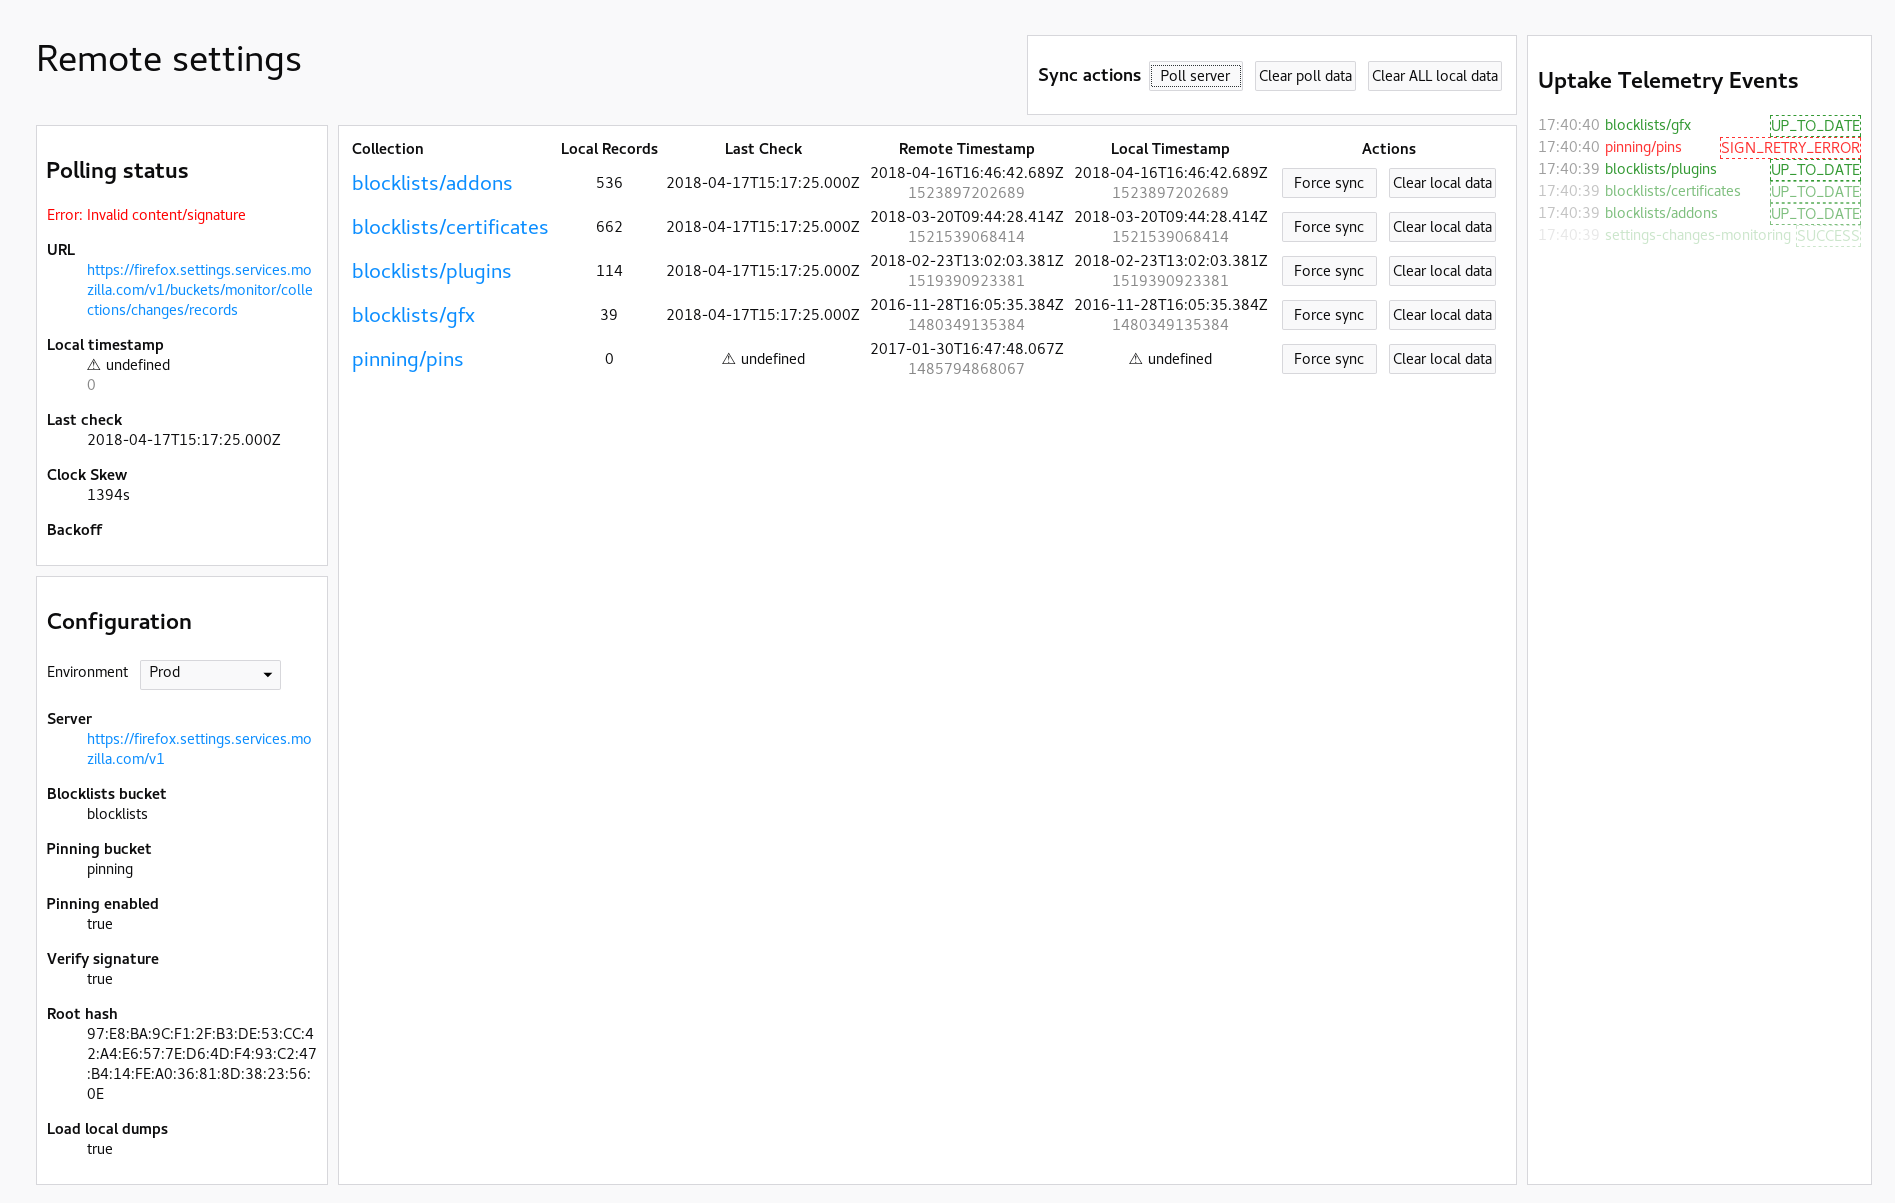 Remote settings
Sync actions Poll server Clear poll data Clear ALL local data
Polling status
Error: Invalid content/signature
URL
https://firefox.settings.services.mo
zilla.com/v1/buckets/monitor/colle
ctions/changes/records
Local timestamp
⚠ undefined
0
Last check
2018-04-17T15:17:25.000Z
Clock Skew
1394s
Backoff
Configuration
Environment Prod
Server
https://firefox.settings.services.mo
zilla.com/v1
Blocklists bucket
blocklists
Pinning bucket
pinning
Pinning enabled
true
Verify signature
true
Root hash
97:E8:BA:9C:F1:2F:B3:DE:53:CC:4
2:A4:E6:57:7E:D6:4D:F4:93:C2:47
:B4:14:FE:A0:36:81:8D:38:23:56:
0E
Load local dumps
true
Collection Local Records Last Check Remote Timestamp Local Timestamp Actions
blocklists/addons 536 2018-04-17T15:17:25.000Z 2018-04-16T16:46:42.689Z 2018-04-16T16:46:42.689Z Force sync Clear local data
1523897202689 1523897202689
blocklists/certificates 662 2018-04-17T15:17:25.000Z 2018-03-20T09:44:28.414Z 2018-03-20T09:44:28.414Z Force sync Clear local data
1521539068414 1521539068414
blocklists/plugins 114 2018-04-17T15:17:25.000Z 2018-02-23T13:02:03.381Z 2018-02-23T13:02:03.381Z Force sync Clear local data
1519390923381 1519390923381
blocklists/gfx 39 2018-04-17T15:17:25.000Z 2016-11-28T16:05:35.384Z 2016-11-28T16:05:35.384Z Force sync Clear local data
1480349135384 1480349135384
pinning/pins 0 ⚠ undefined 2017-01-30T16:47:48.067Z ⚠ undefined Force sync Clear local data
1485794868067
Uptake Telemetry Events
17:40:40 blocklists/gfx UP_TO_DATE
17:40:40 pinning/pins SIGN_RETRY_ERROR
17:40:39 blocklists/plugins UP_TO_DATE
17:40:39 blocklists/certificates UP_TO_DATE
17:40:39 blocklists/addons UP_TO_DATE
17:40:39 settings-changes-monitoring SUCCESS